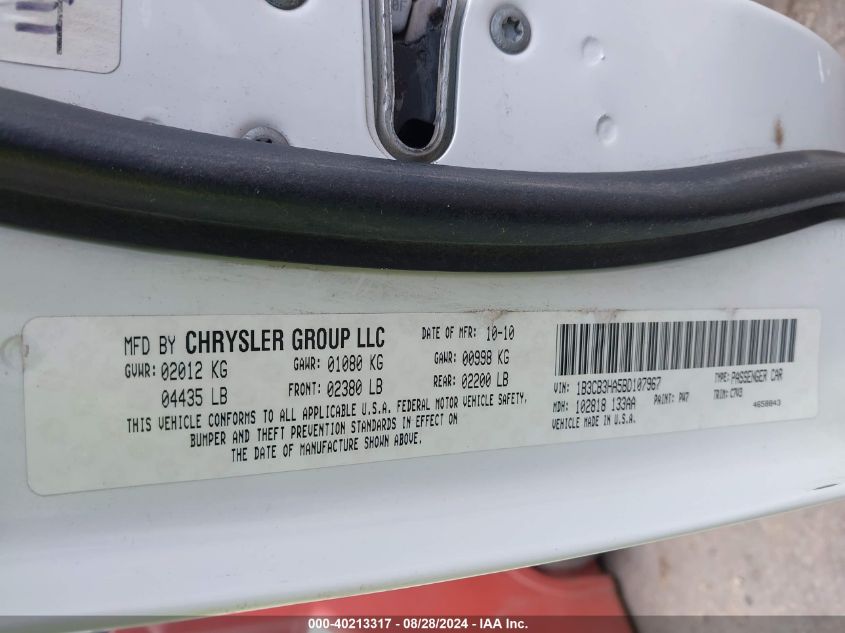 MFD BY CHRYSLER GROUP LLC
DATE OF MFR: 10-10
GVWR: 02012 KG
GAWR: 01080 KG
GAWR: 00998 KG
04435 LB
FRONT: 02380 LB
REAR: 02200 LB
THIS VEHICLE CONFORMS TO ALL APPLICABLE U.S.A. FEDERAL MOTOR VEHICLE SAFETY,
BUMPER AND THEFT PREVENTION STANDARDS IN EFFECT ON
THE DATE OF MANUFACTURE SHOWN ABOVE.
VIN: 1B3CB3HA5BD107967
TYPE: PASSENGER CAR
MDH: 102818 133AA
PAINT: PW7
TRIM: C7V3
VEHICLE MADE IN U.S.A.
4658843
000-40213317 - 08/28/2024 - IAA Inc.